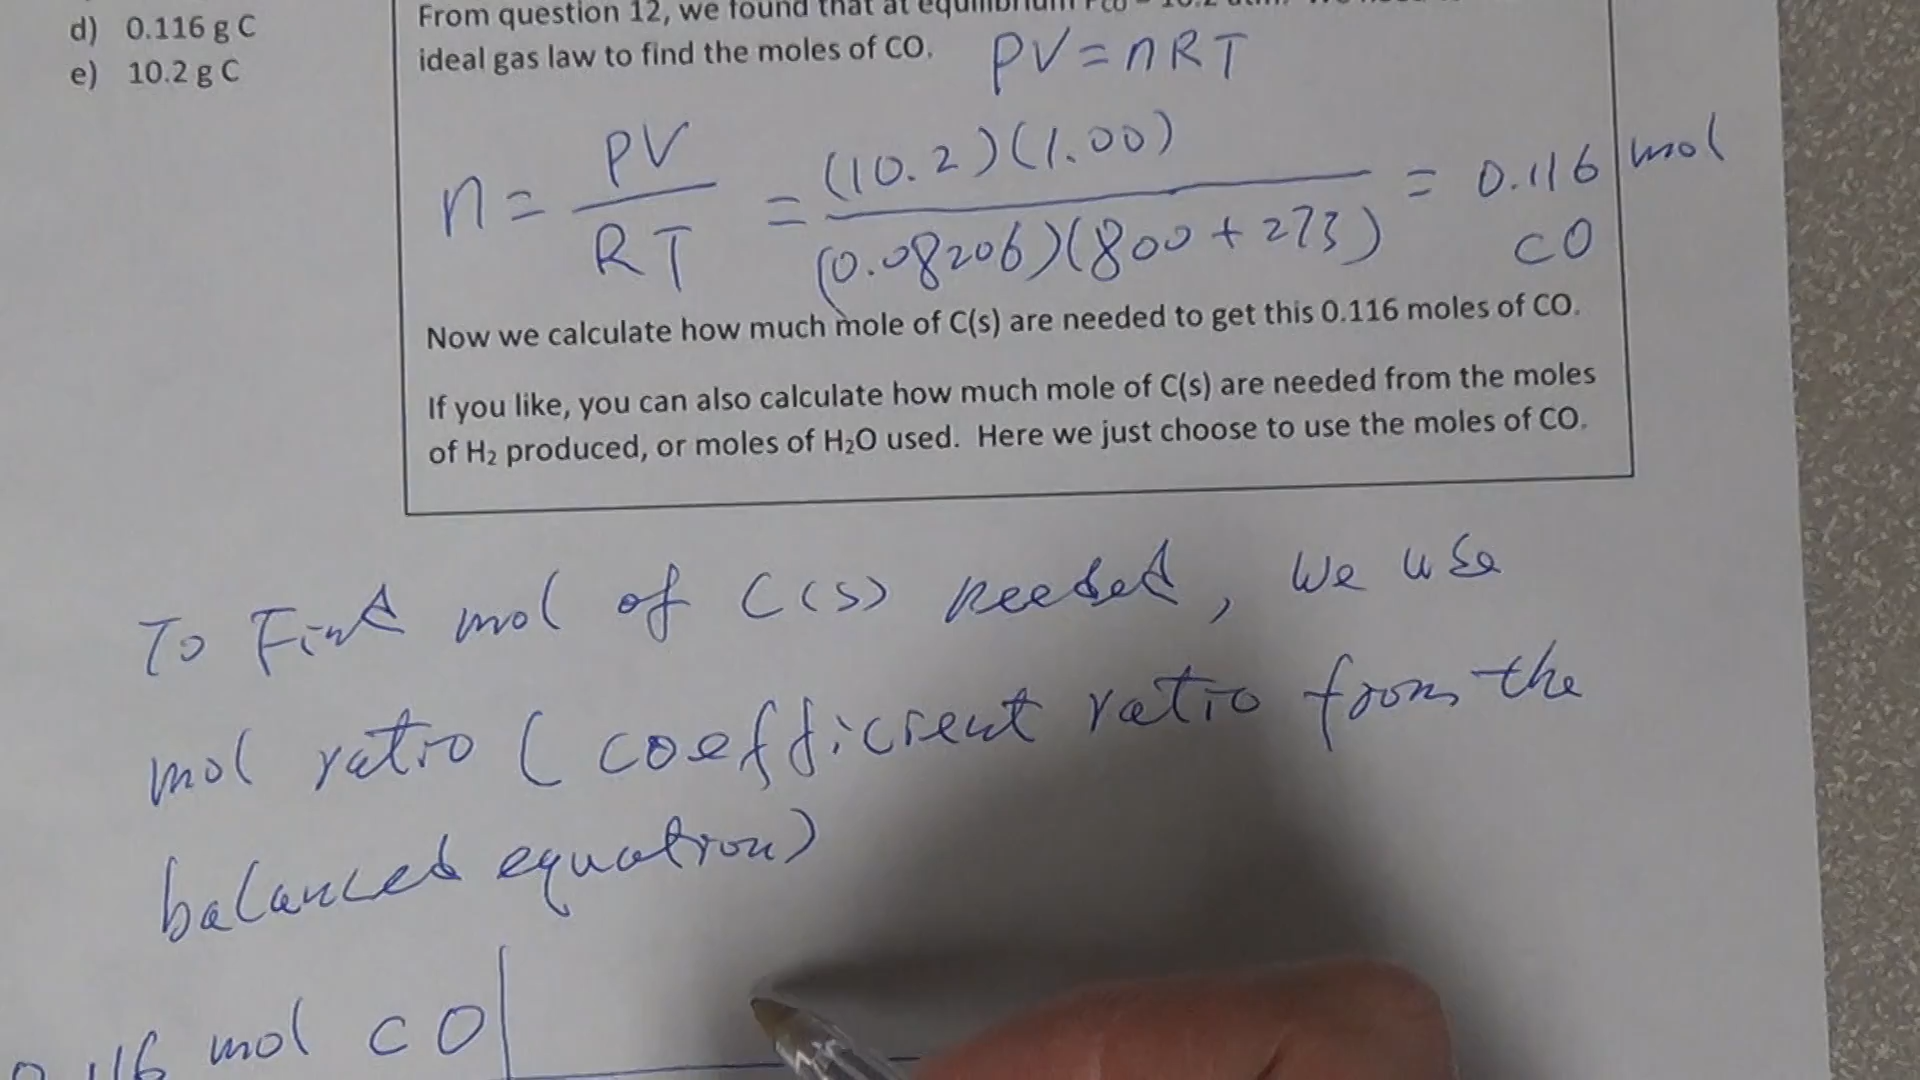 d) 0.116 g C
e) 10.2 g C
From question 12, we found that at equilibrium
ideal gas law to find the moles of CO. PV = nRT
n = PV / RT = (10.2)(1.00) / (0.08206)(800 + 273) = 0.116 mol CO
Now we calculate how much mole of C(s) are needed to get this 0.116 moles of CO.
If you like, you can also calculate how much mole of C(s) are needed from the moles
of H₂ produced, or moles of H₂O used. Here we just choose to use the moles of CO.
To Find mol of C(s) needed, we use
mol ratio (coefficient ratio from the
balanced equation)
0.116 mol CO